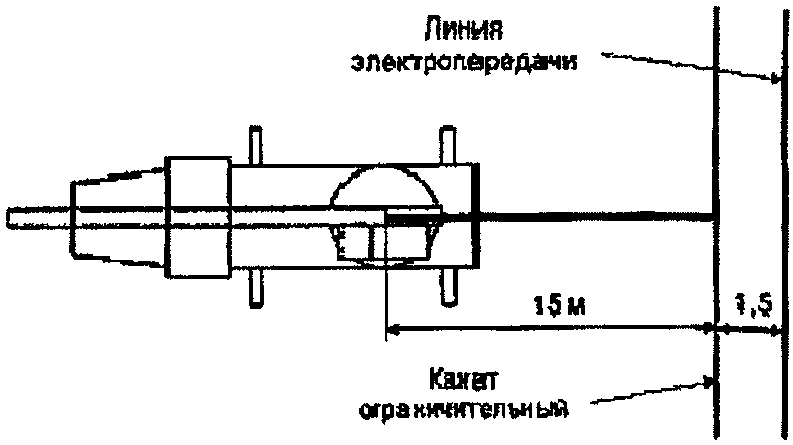 Линия
электропередачи
15 м
1,5
Канат
ограничительный